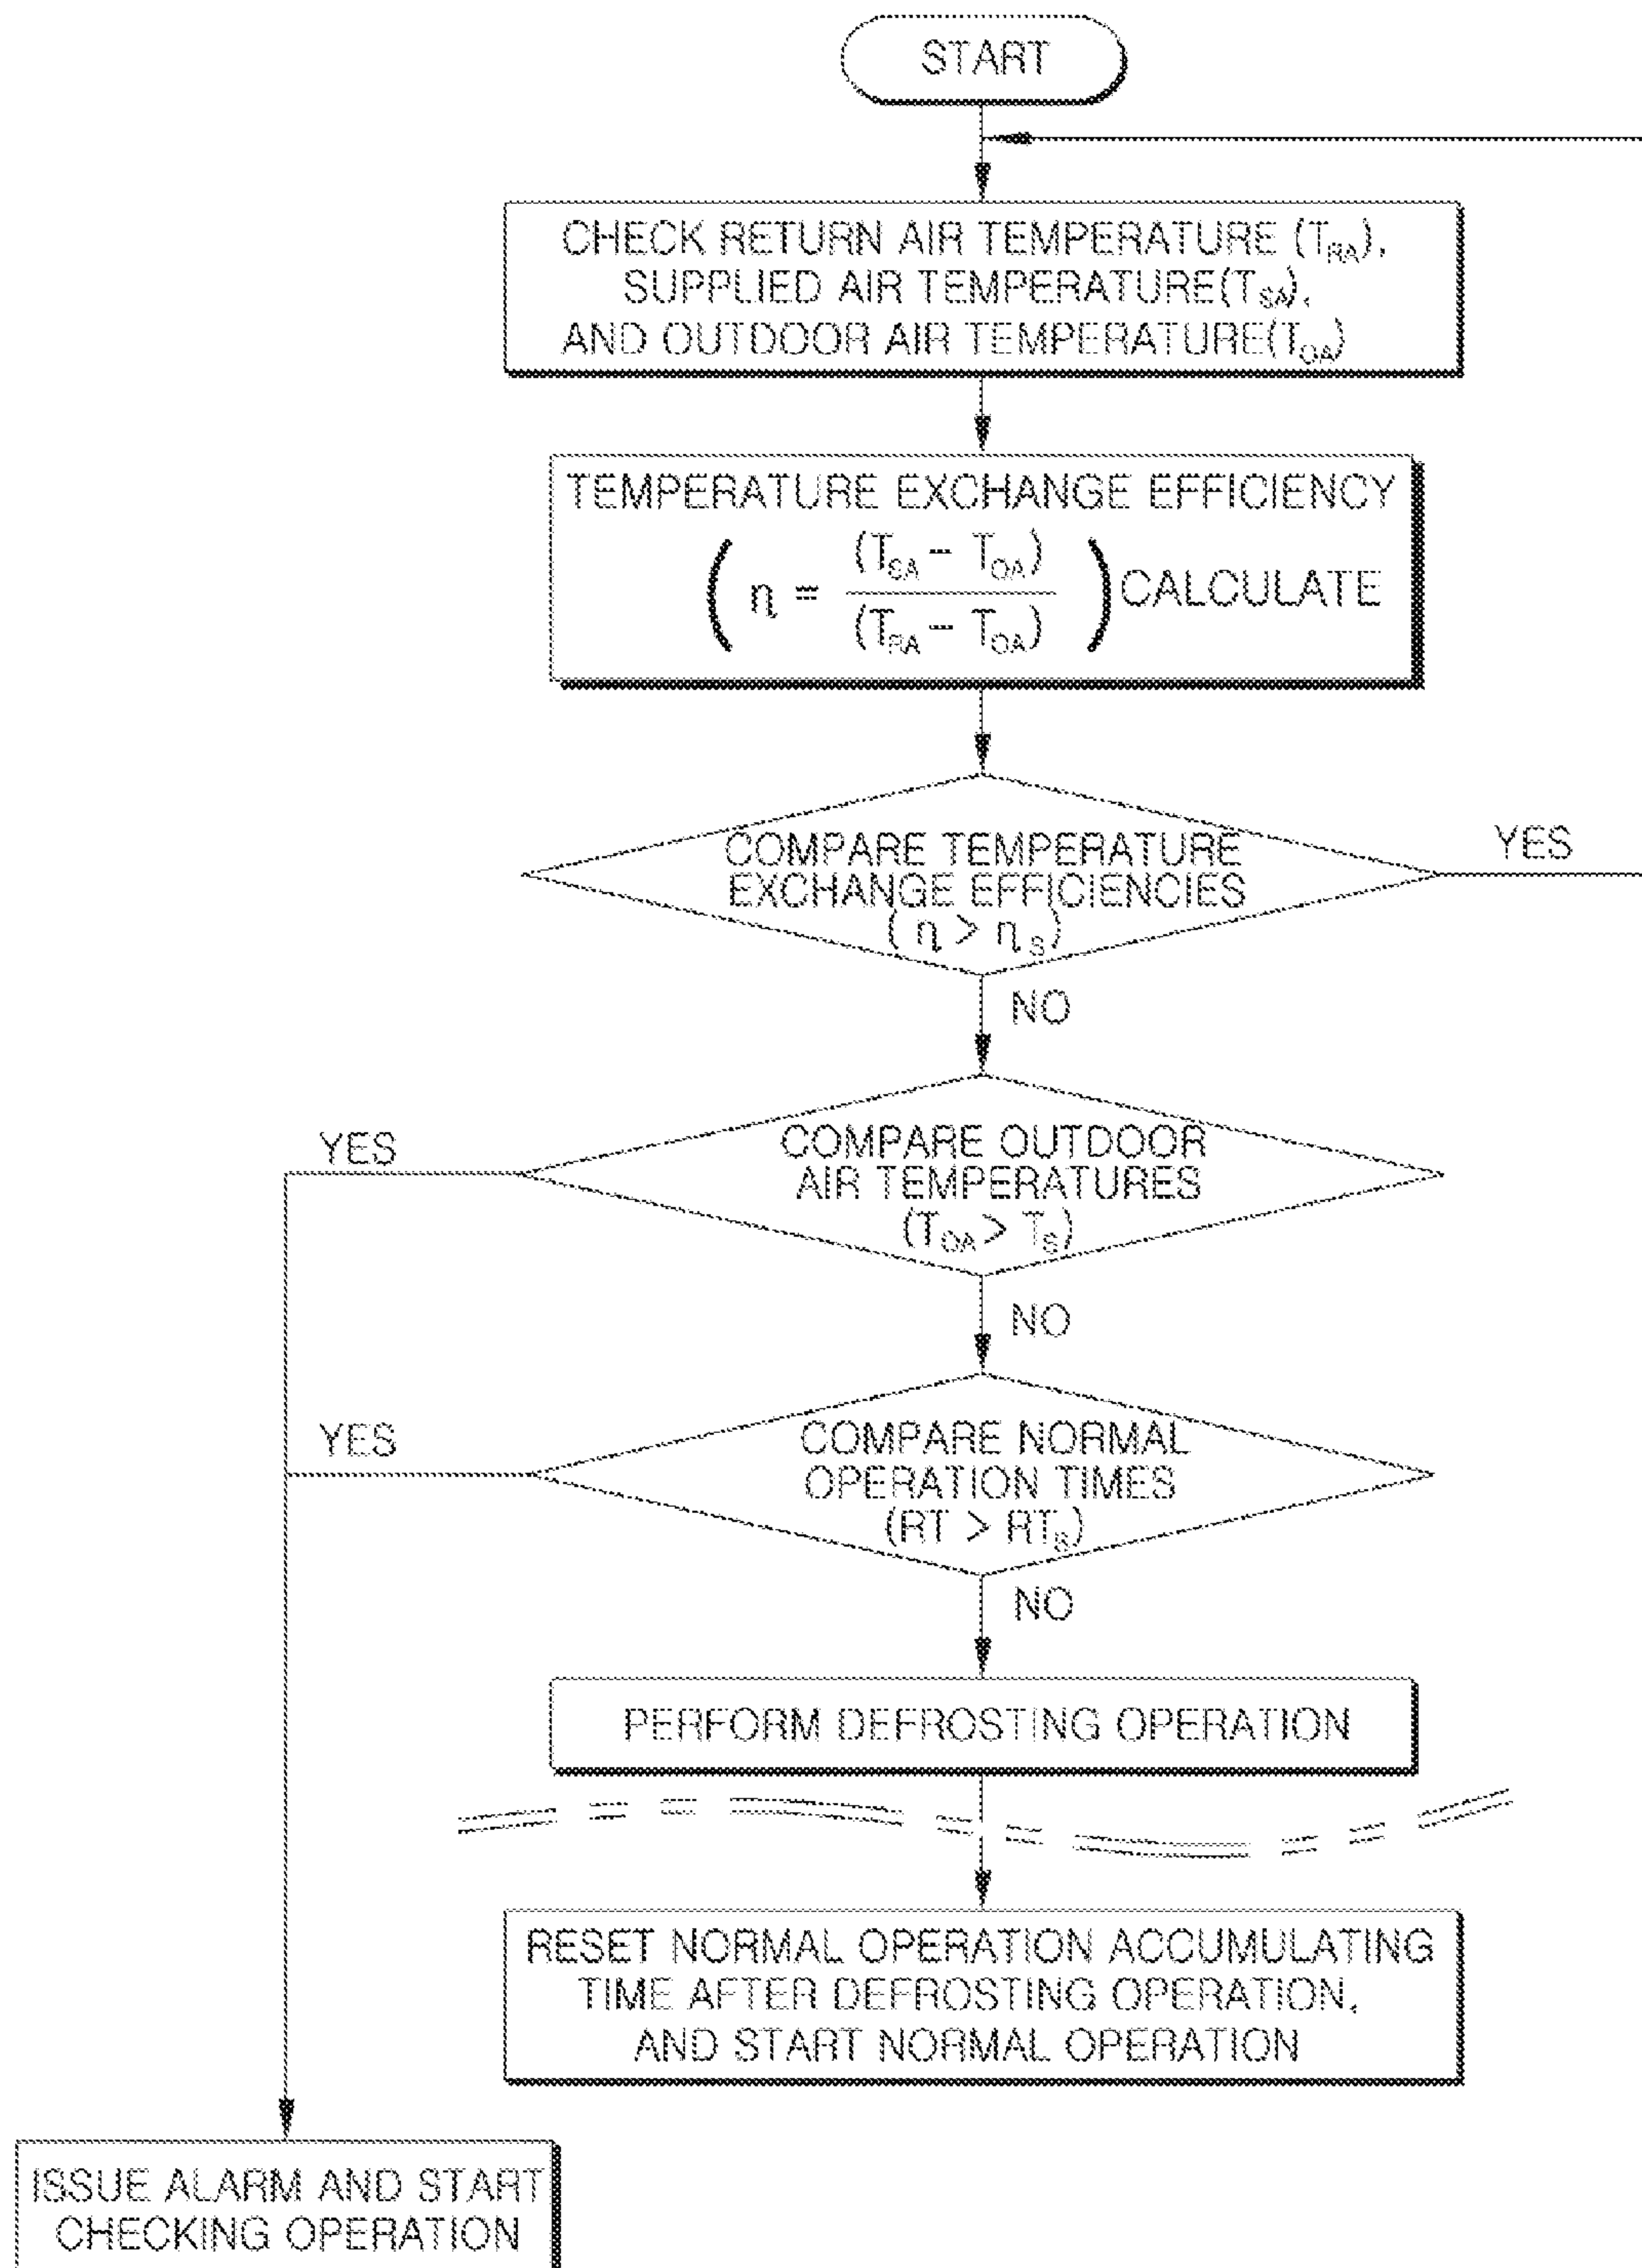 START
CHECK RETURN AIR TEMPERATURE (T_RA),
SUPPLIED AIR TEMPERATURE(T_SA),
AND OUTDOOR AIR TEMPERATURE(T_OA)
TEMPERATURE EXCHANGE EFFICIENCY
( η = (T_SA − T_OA) / (T_RA − T_OA) ) CALCULATE
COMPARE TEMPERATURE
EXCHANGE EFFICIENCIES
( η > η_S)
YES
NO
COMPARE OUTDOOR
AIR TEMPERATURES
(T_OA > T_S)
YES
NO
COMPARE NORMAL
OPERATION TIMES
(RT > RT_S)
YES
NO
PERFORM DEFROSTING OPERATION
RESET NORMAL OPERATION ACCUMULATING
TIME AFTER DEFROSTING OPERATION,
AND START NORMAL OPERATION
ISSUE ALARM AND START
CHECKING OPERATION